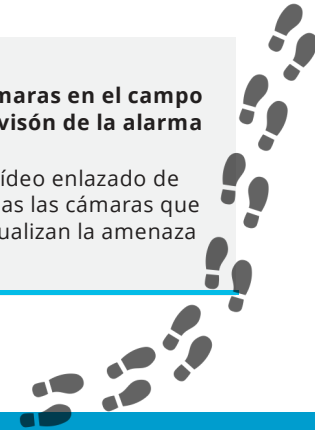 maras en el campo
visón de la alarma
ídeo enlazado de
as las cámaras que
ualizan la amenaza